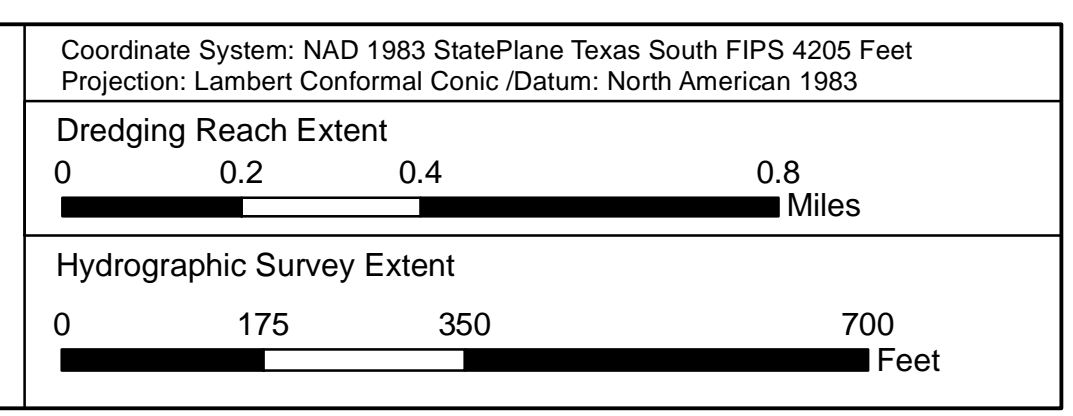 Coordinate System: NAD 1983 StatePlane Texas South FIPS 4205 Feet
Projection: Lambert Conformal Conic /Datum: North American 1983
Dredging Reach Extent
0 0.2 0.4 0.8
Miles
Hydrographic Survey Extent
0 175 350 700
Feet